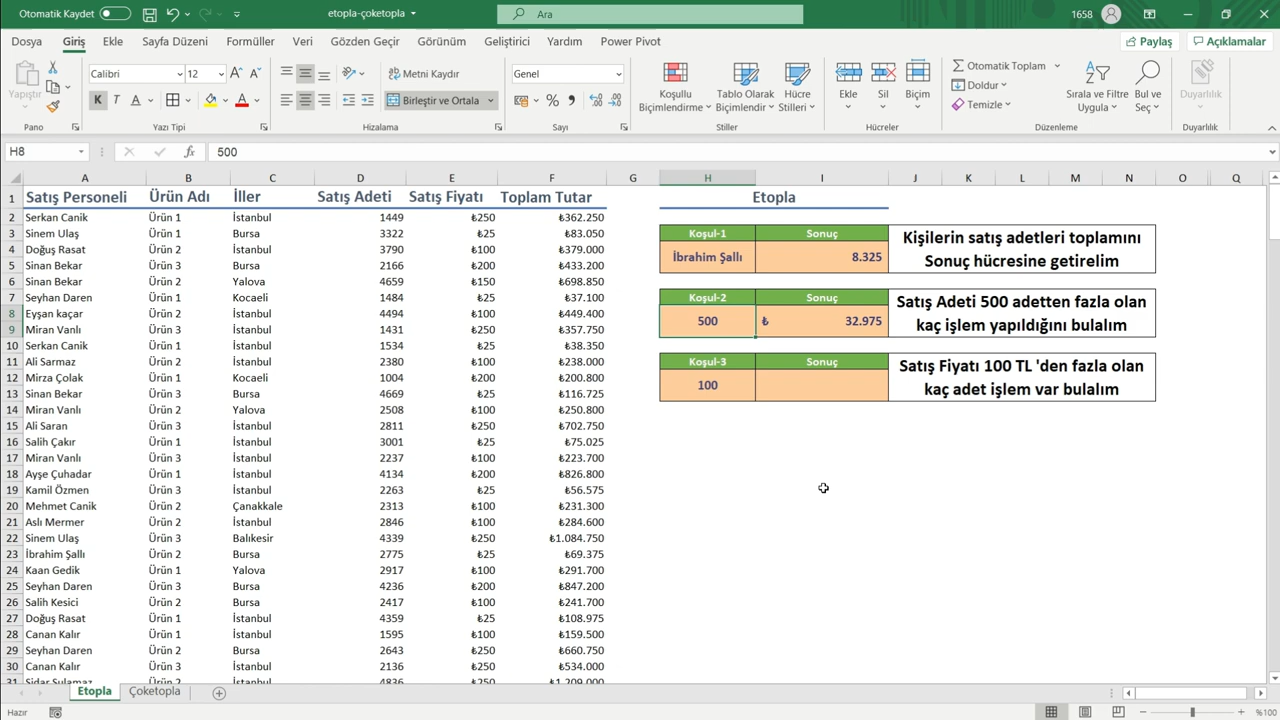 Otomatik Kaydet
etopla-çoketopla
Ara
1658
Dosya Giriş Ekle Sayfa Düzeni Formüller Veri Gözden Geçir Görünüm Geliştirici Yardım Power Pivot
Paylaş Açıklamalar
Yapıştır
Calibri 12
K T A A
Metni Kaydır
Birleştir ve Ortala
Genel
Koşullu Biçimlendirme
Tablo Olarak Biçimlendir
Hücre Stilleri
Ekle Sil Biçim
Otomatik Toplam
Doldur
Temizle
Sırala ve Filtre Uygula
Bul ve Seç
Duyarlılık
Pano Yazı Tipi Hizalama Sayı Stiller Hücreler Düzenleme Duyarlılık
H8 fx 500
A B C D E F G H I J K L M N O P Q
1 Satış Personeli Ürün Adı İller Satış Adeti Satış Fiyatı Toplam Tutar
2 Serkan Canik Ürün 1 İstanbul 1449 ₺250 ₺362.250
3 Sinem Ulaş Ürün 1 Bursa 3322 ₺25 ₺83.050
4 Doğuş Rasat Ürün 2 İstanbul 3790 ₺100 ₺379.000
5 Sinan Bekar Ürün 3 Bursa 2166 ₺200 ₺433.200
6 Sinan Bekar Ürün 2 Yalova 4659 ₺150 ₺698.850
7 Seyhan Daren Ürün 1 Kocaeli 1484 ₺25 ₺37.100
8 Eyşan kaçar Ürün 2 İstanbul 4494 ₺100 ₺449.400
9 Miran Vanlı Ürün 3 İstanbul 1431 ₺250 ₺357.750
10 Serkan Canik Ürün 1 İstanbul 1534 ₺25 ₺38.350
11 Ali Sarmaz Ürün 2 İstanbul 2380 ₺100 ₺238.000
12 Mirza Çolak Ürün 1 Kocaeli 1004 ₺200 ₺200.800
13 Sinan Bekar Ürün 3 Bursa 4669 ₺25 ₺116.725
14 Miran Vanlı Ürün 2 Yalova 2508 ₺100 ₺250.800
15 Ali Saran Ürün 3 İstanbul 2811 ₺250 ₺702.750
16 Salih Çakır Ürün 1 İstanbul 3001 ₺25 ₺75.025
17 Miran Vanlı Ürün 3 İstanbul 2237 ₺100 ₺223.700
18 Ayşe Çuhadar Ürün 1 İstanbul 4134 ₺200 ₺826.800
19 Kamil Özmen Ürün 3 İstanbul 2263 ₺25 ₺56.575
20 Mehmet Canik Ürün 2 Çanakkale 2313 ₺100 ₺231.300
21 Aslı Mermer Ürün 2 İstanbul 2846 ₺100 ₺284.600
22 Sinem Ulaş Ürün 3 Balıkesir 4339 ₺250 ₺1.084.750
23 İbrahim Şallı Ürün 2 Bursa 2775 ₺25 ₺69.375
24 Kaan Gedik Ürün 1 Yalova 2917 ₺100 ₺291.700
25 Seyhan Daren Ürün 3 Bursa 4236 ₺200 ₺847.200
26 Salih Kesici Ürün 2 Bursa 2417 ₺100 ₺241.700
27 Doğuş Rasat Ürün 1 İstanbul 4359 ₺25 ₺108.975
28 Canan Kalır Ürün 1 İstanbul 1595 ₺100 ₺159.500
29 Seyhan Daren Ürün 2 Bursa 2643 ₺250 ₺660.750
30 Canan Kalır Ürün 3 İstanbul 2136 ₺250 ₺534.000
31 Sidar Sulamaz Ürün 2 İstanbul 4836 ₺250 ₺1.209.000
Etopla
Koşul-1 Sonuç
İbrahim Şallı 8.325
Kişilerin satış adetleri toplamını
Sonuç hücresine getirelim
Koşul-2 Sonuç
500 ₺ 32.975
Satış Adeti 500 adetten fazla olan
kaç işlem yapıldığını bulalım
Koşul-3 Sonuç
100
Satış Fiyatı 100 TL 'den fazla olan
kaç adet işlem var bulalım
Etopla Çoketopla
Hazır
%100